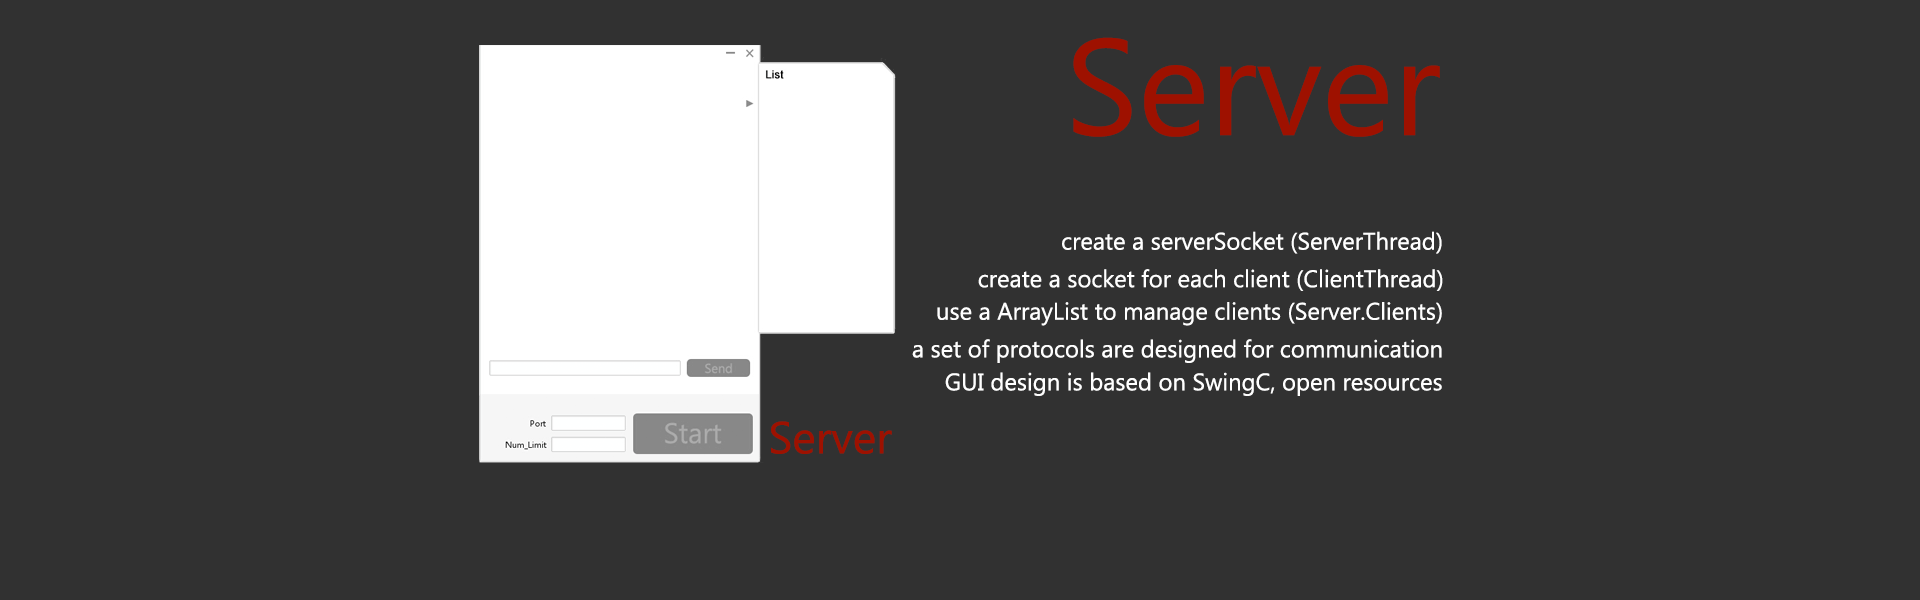 Server
List
create a serverSocket (ServerThread)
create a socket for each client (ClientThread)
use a ArrayList to manage clients (Server.Clients)
a set of protocols are designed for communication
GUI design is based on SwingC, open resources
Send
Port
Num_Limit
Start
Server